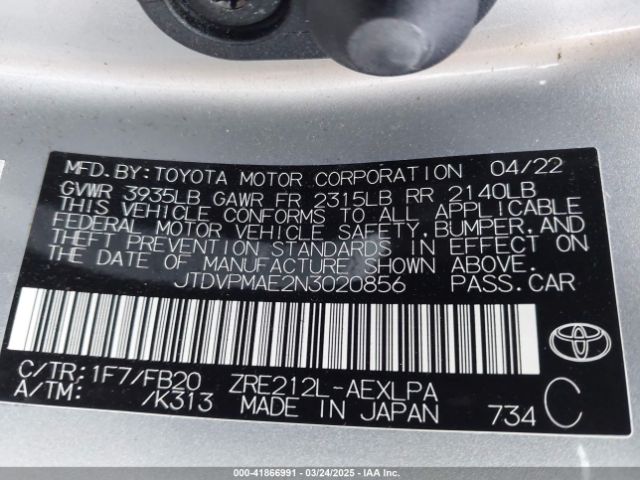 MFD.BY:TOYOTA MOTOR CORPORATION 04/22
GVWR 3935LB GAWR FR 2315LB RR 2140LB
THIS VEHICLE CONFORMS TO ALL APPLICABLE
FEDERAL MOTOR VEHICLE SAFETY,BUMPER,AND
THEFT PREVENTION STANDARDS IN EFFECT ON
THE DATE OF MANUFACTURE SHOWN ABOVE.
JTDVPMAE2N3020856 PASS.CAR
C/TR:1F7/FB20 ZRE212L-AEXLPA
A/TM: /K313 MADE IN JAPAN 734 C
TOYOTA
000-41866991 - 03/24/2025 - IAA Inc.